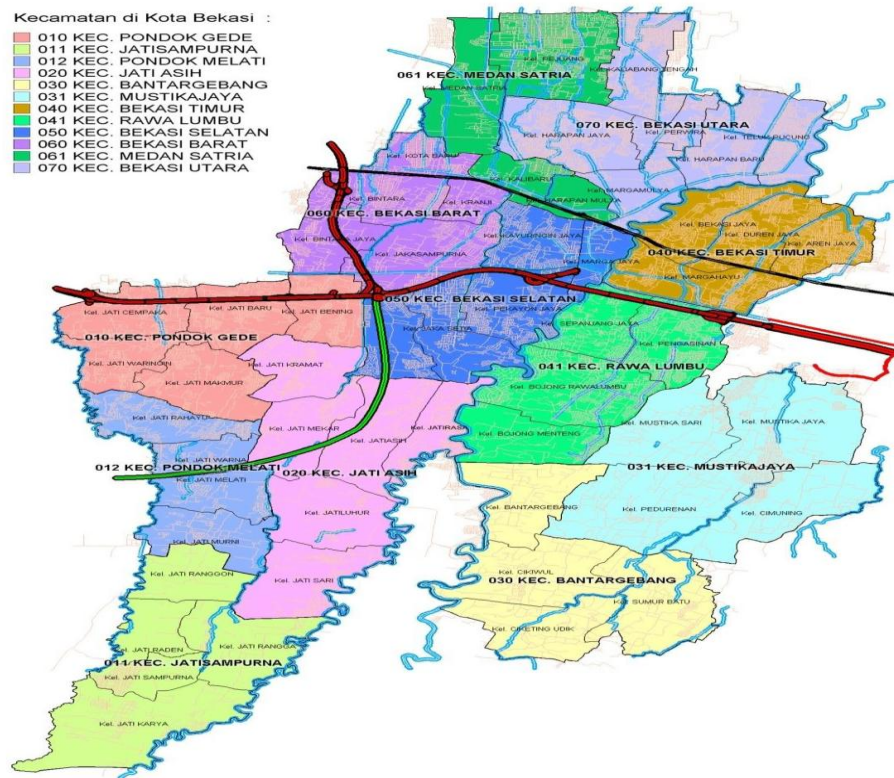 Kecamatan di Kota Bekasi :
010 KEC. PONDOK GEDE
011 KEC. JATISAMPURNA
012 KEC. PONDOK MELATI
020 KEC. JATI ASIH
030 KEC. BANTARGEBANG
031 KEC. MUSTIKAJAYA
040 KEC. BEKASI TIMUR
041 KEC. RAWA LUMBU
050 KEC. BEKASI SELATAN
060 KEC. BEKASI BARAT
061 KEC. MEDAN SATRIA
070 KEC. BEKASI UTARA
Kel. PEJUANG
Kel. KALIABANG TENGAH
061 KEC. MEDAN SATRIA
Kel. MEDAN SATRIA
070 KEC. BEKASI UTARA
Kel. HARAPAN JAYA
Kel. PERWIRA
Kel. TELUK PUCUNG
Kel. HARAPAN BARU
Kel. KOTA BARU
Kel. KALIBARU
Kel. MARGAMULYA
Kel. HARAPAN MULYA
Kel. BINTARA
Kel. KRANJI
060 KEC. BEKASI BARAT
Kel. BINTARA JAYA
Kel. JAKASAMPURNA
Kel. KAYURINGIN JAYA
Kel. MARGA JAYA
Kel. BEKASI JAYA
Kel. DUREN JAYA
Kel. AREN JAYA
040 KEC. BEKASI TIMUR
Kel. MARGAHAYU
050 KEC. BEKASI SELATAN
Kel. PEKAYON JAYA
Kel. JAKA SETIA
Kel. JATI CEMPAKA
Kel. JATI BARU
Kel. JATI BENING
010 KEC. PONDOK GEDE
Kel. JATI WARINGIN
Kel. JATI MAKMUR
Kel. JATI KRAMAT
Kel. SEPANJANG JAYA
Kel. PENGASINAN
041 KEC. RAWA LUMBU
Kel. BOJONG RAWALUMBU
Kel. BOJONG MENTENG
Kel. JATI RAHAYU
Kel. JATI MEKAR
Kel. JATIASIH
Kel. JATIRASA
Kel. JATI WARNA
012 KEC. PONDOK MELATI
Kel. JATI MELATI
020 KEC. JATI ASIH
Kel. JATILUHUR
Kel. JATI MURNI
Kel. JATI SARI
Kel. MUSTIKA SARI
Kel. MUSTIKA JAYA
031 KEC. MUSTIKAJAYA
Kel. PEDURENAN
Kel. CIMUNING
Kel. BANTARGEBANG
Kel. CIKIWUL
030 KEC. BANTARGEBANG
Kel. SUMUR BATU
Kel. CIKETING UDIK
Kel. JATI RANGGON
Kel. JATI RADEN
Kel. JATI RANGGA
011 KEC. JATISAMPURNA
Kel. JATI SAMPURNA
Kel. JATI KARYA